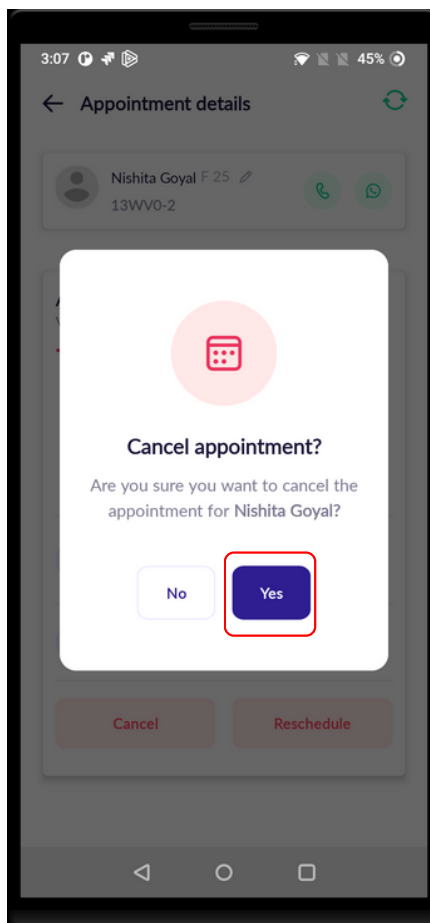 3:07 45%
Appointment details
Nishita Goyal F 25
13WV0-2
Cancel appointment?
Are you sure you want to cancel the
appointment for Nishita Goyal?
No Yes
Cancel Reschedule